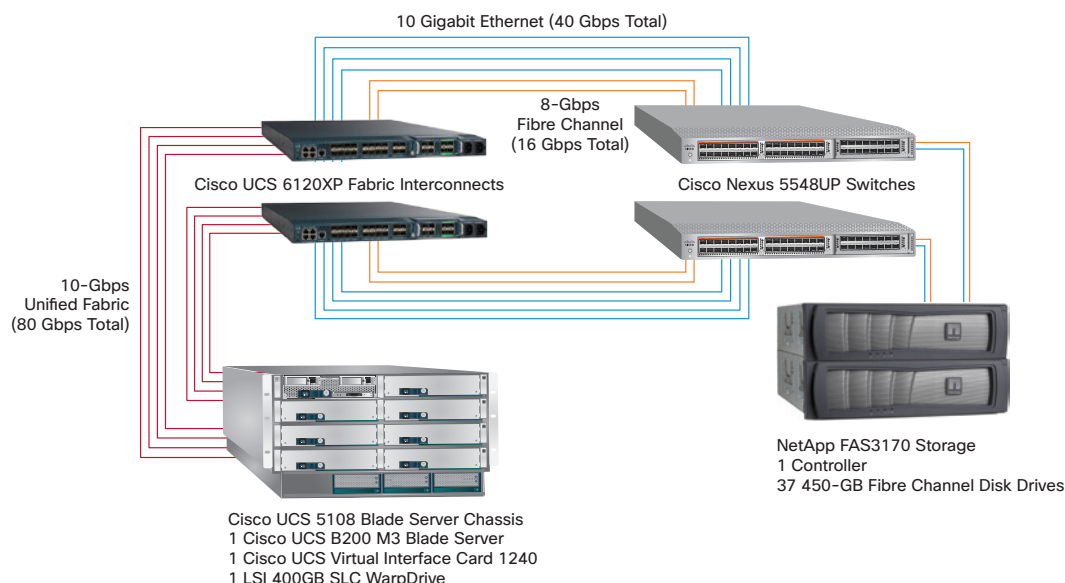 10 Gigabit Ethernet (40 Gbps Total)
8-Gbps
Fibre Channel
(16 Gbps Total)
Cisco UCS 6120XP Fabric Interconnects
Cisco Nexus 5548UP Switches
10-Gbps
Unified Fabric
(80 Gbps Total)
NetApp FAS3170 Storage
1 Controller
37 450-GB Fibre Channel Disk Drives
Cisco UCS 5108 Blade Server Chassis
1 Cisco UCS B200 M3 Blade Server
1 Cisco UCS Virtual Interface Card 1240
1 LSI 400GB SLC WarpDrive